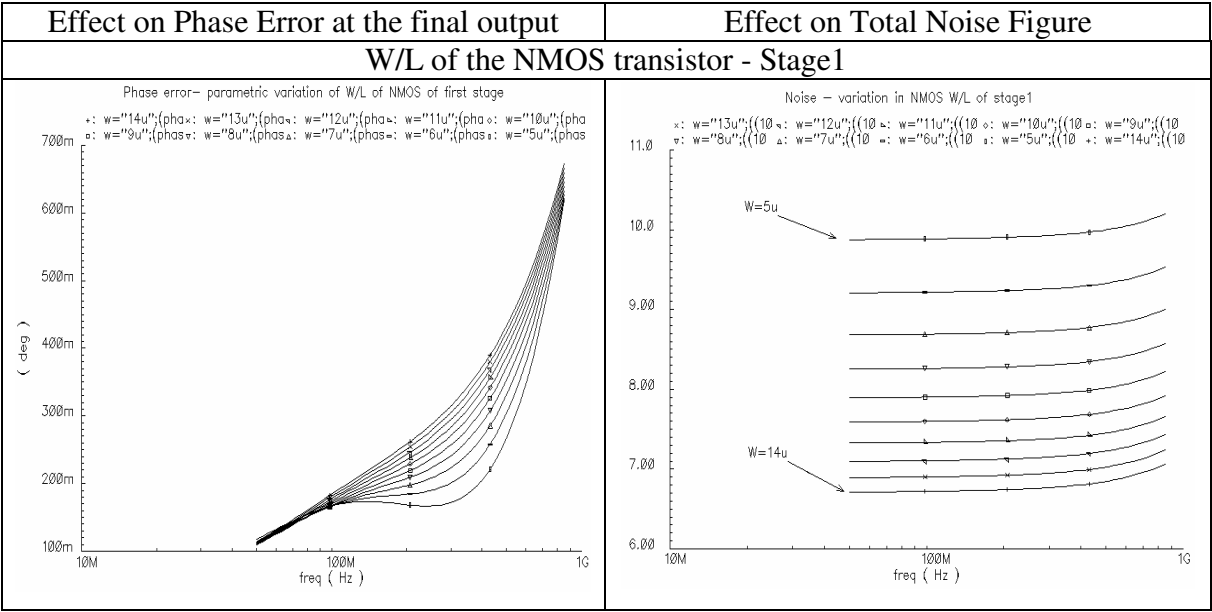 Effect on Phase Error at the final output
Effect on Total Noise Figure
W/L of the NMOS transistor - Stage1
Phase error– parametric variation of W/L of NMOS of first stage
+: w="14u";(pha×: w="13u";(phas: w="12u";(pha: w="11u";(pha◇: w="10u";(pha
▫: w="9u";(phas▿: w="8u";(phas▵: w="7u";(phas=: w="6u";(phas▯: w="5u";(phas
700m
600m
500m
400m
300m
200m
100m
( deg )
10M
100M
1G
freq ( Hz )
Noise – variation in NMOS W/L of stage1
×: w="13u";((10 : w="12u";((10 : w="11u";((10 ◇: w="10u";((10 ▫: w="9u";((10
▿: w="8u";((10 ▵: w="7u";((10 =: w="6u";((10 ▯: w="5u";((10 +: w="14u";((10
11.0
10.0
9.00
8.00
7.00
6.00
W=5u
W=14u
10M
100M
1G
freq ( Hz )